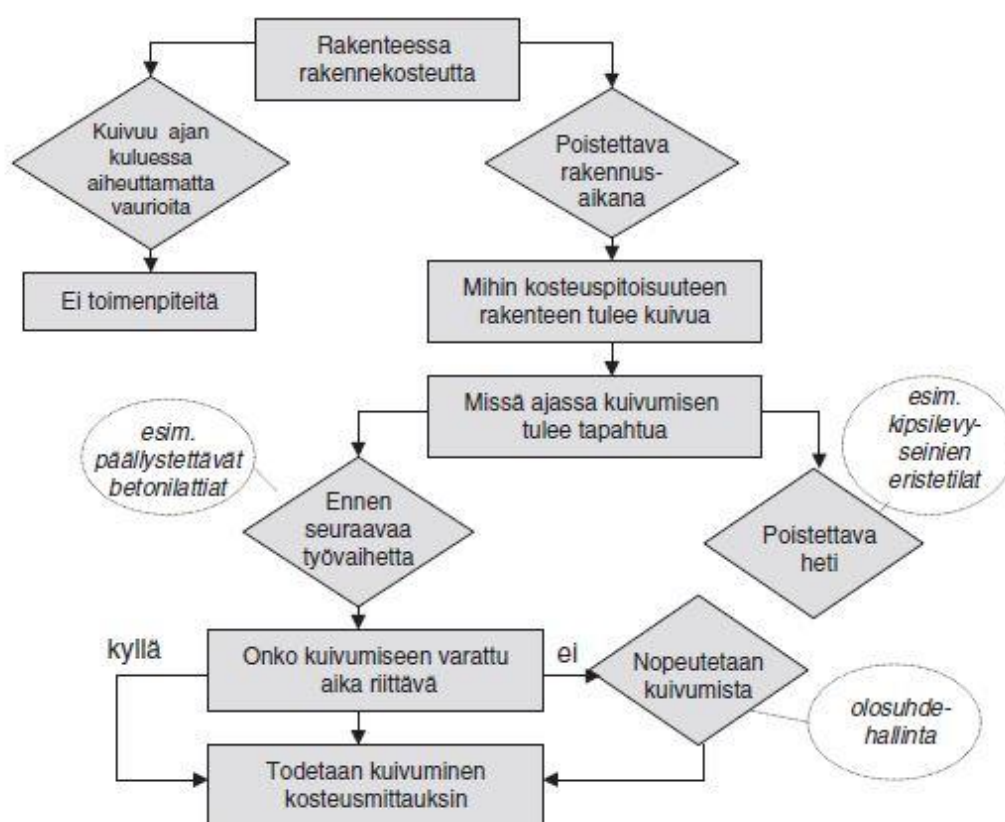 Rakenteessa
rakennekosteutta
Kuivuu ajan
kuluessa
aiheuttamatta
vaurioita
Poistettava
rakennus-
aikana
Ei toimenpiteitä
Mihin kosteuspitoisuuteen
rakenteen tulee kuivua
Missä ajassa kuivumisen
tulee tapahtua
esim.
päällystettävät
betonilattiat
esim.
kipsilevy-
seinien
eristetilat
Ennen
seuraavaa
työvaihetta
Poistettava
heti
kyllä
Onko kuivumiseen varattu
aika riittävä
ei
Nopeutetaan
kuivumista
olosuhde-
hallinta
Todetaan kuivuminen
kosteusmittauksin